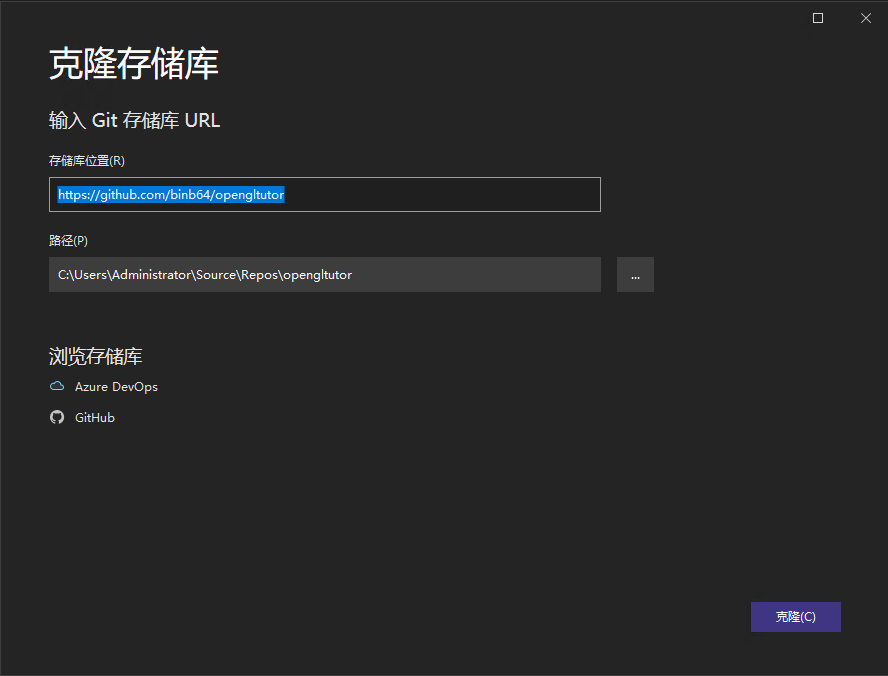 克隆存储库
输入 Git 存储库 URL
存储库位置(R)
https://github.com/binb64/opengltutor
路径(P)
C:\Users\Administrator\Source\Repos\opengltutor
...
浏览存储库
Azure DevOps
GitHub
克隆(C)